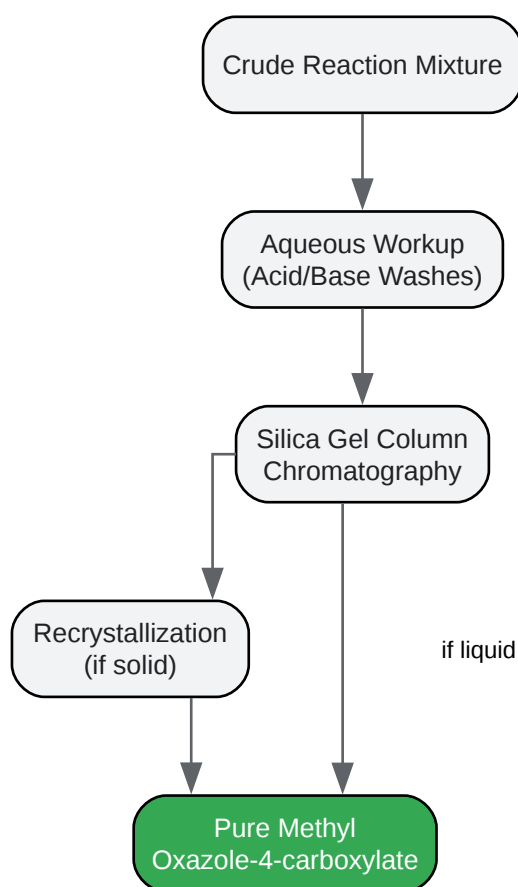 Crude Reaction Mixture
Aqueous Workup
(Acid/Base Washes)
Silica Gel Column
Chromatography
Recrystallization
(if solid)
if liquid
Pure Methyl
Oxazole-4-carboxylate